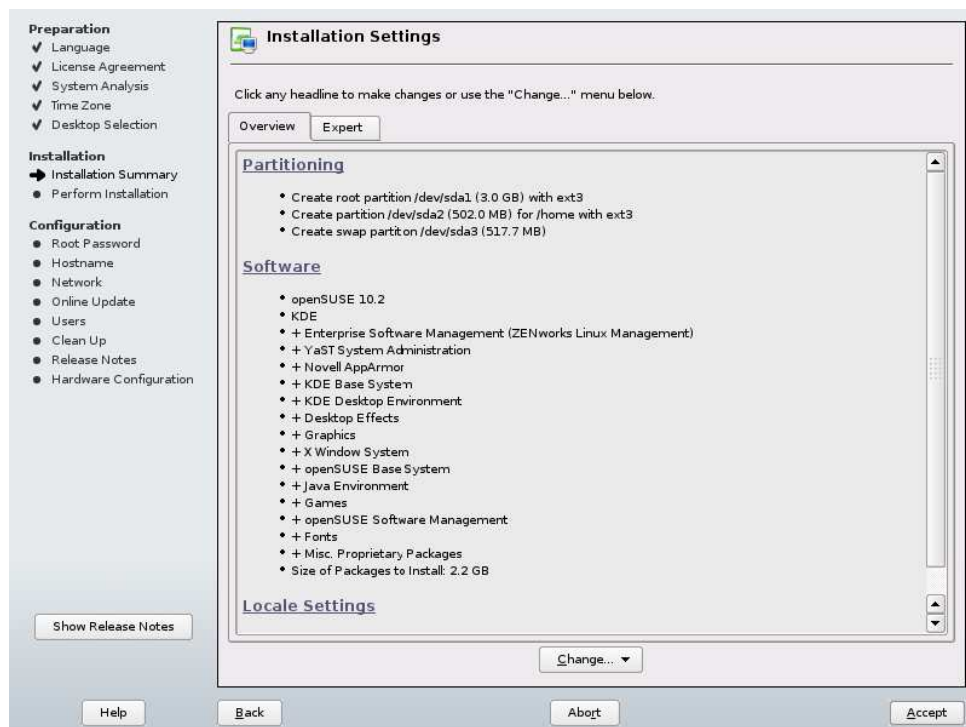 Preparation
Language
License Agreement
System Analysis
Time Zone
Desktop Selection
Installation
Installation Summary
Perform Installation
Configuration
Root Password
Hostname
Network
Online Update
Users
Clean Up
Release Notes
Hardware Configuration
Show Release Notes
Installation Settings
Click any headline to make changes or use the "Change..." menu below.
Overview
Expert
Partitioning
• Create root partition /dev/sda1 (3.0 GB) with ext3
• Create partition /dev/sda2 (502.0 MB) for /home with ext3
• Create swap partiton /dev/sda3 (517.7 MB)
Software
• openSUSE 10.2
• KDE
• + Enterprise Software Management (ZENworks Linux Management)
• + YaST System Administration
• + Novell AppArmor
• + KDE Base System
• + KDE Desktop Environment
• + Desktop Effects
• + Graphics
• + X Window System
• + openSUSE Base System
• + Java Environment
• + Games
• + openSUSE Software Management
• + Fonts
• + Misc. Proprietary Packages
• Size of Packages to Install: 2.2 GB
Locale Settings
Change...
Help
Back
Abort
Accept